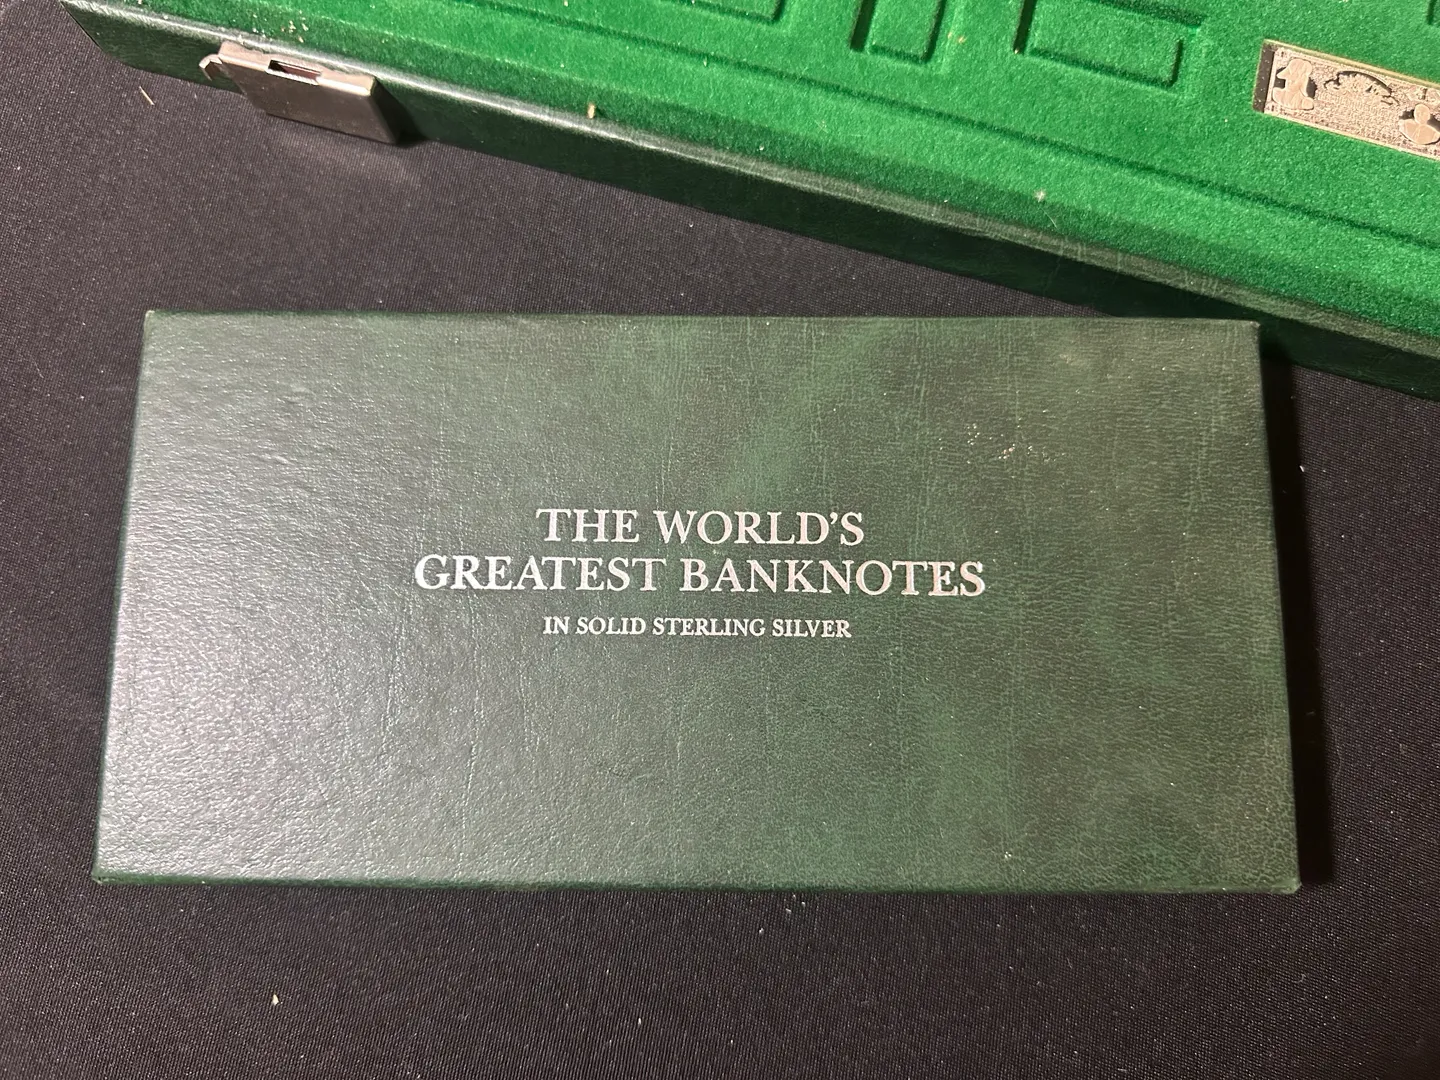 THE WORLD'S
GREATEST BANKNOTES
IN SOLID STERLING SILVER